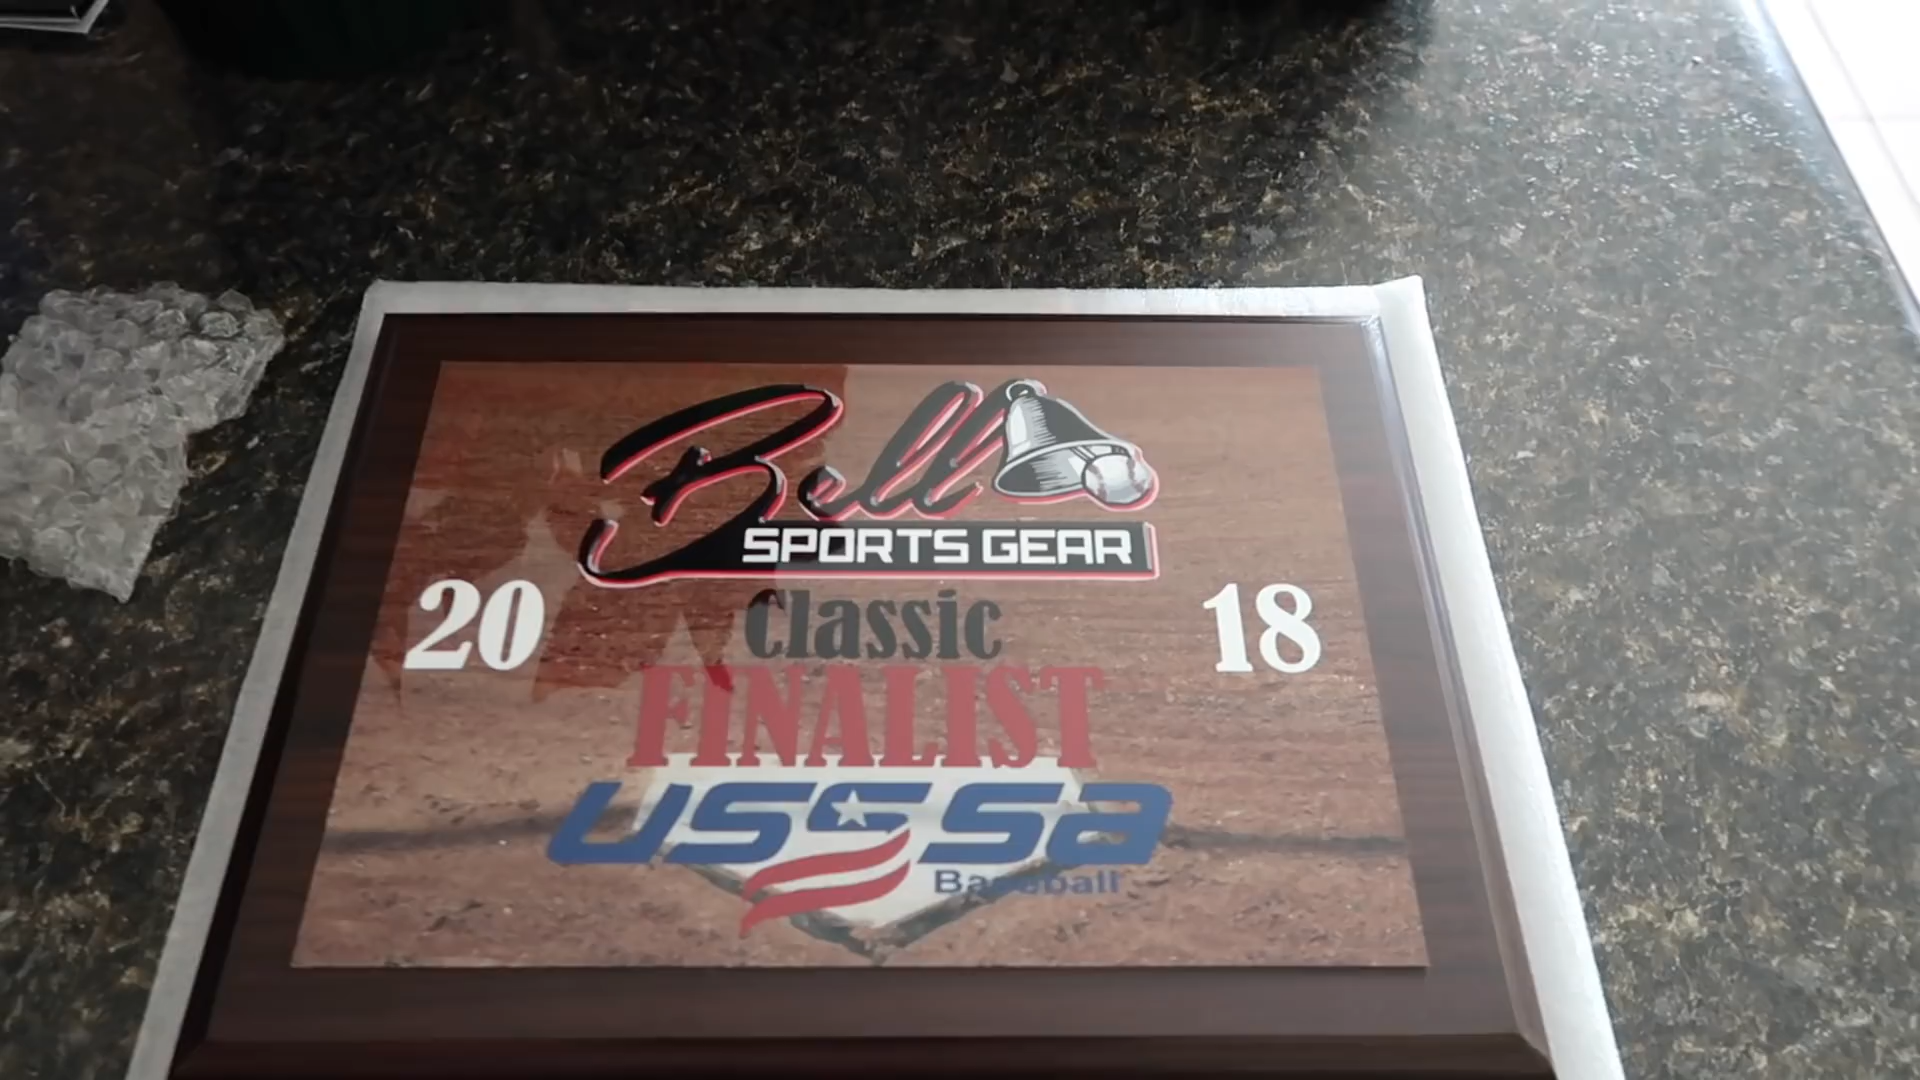 Bell
SPORTS GEAR
20 Classic 18
FINALIST
USSSA
Baseball